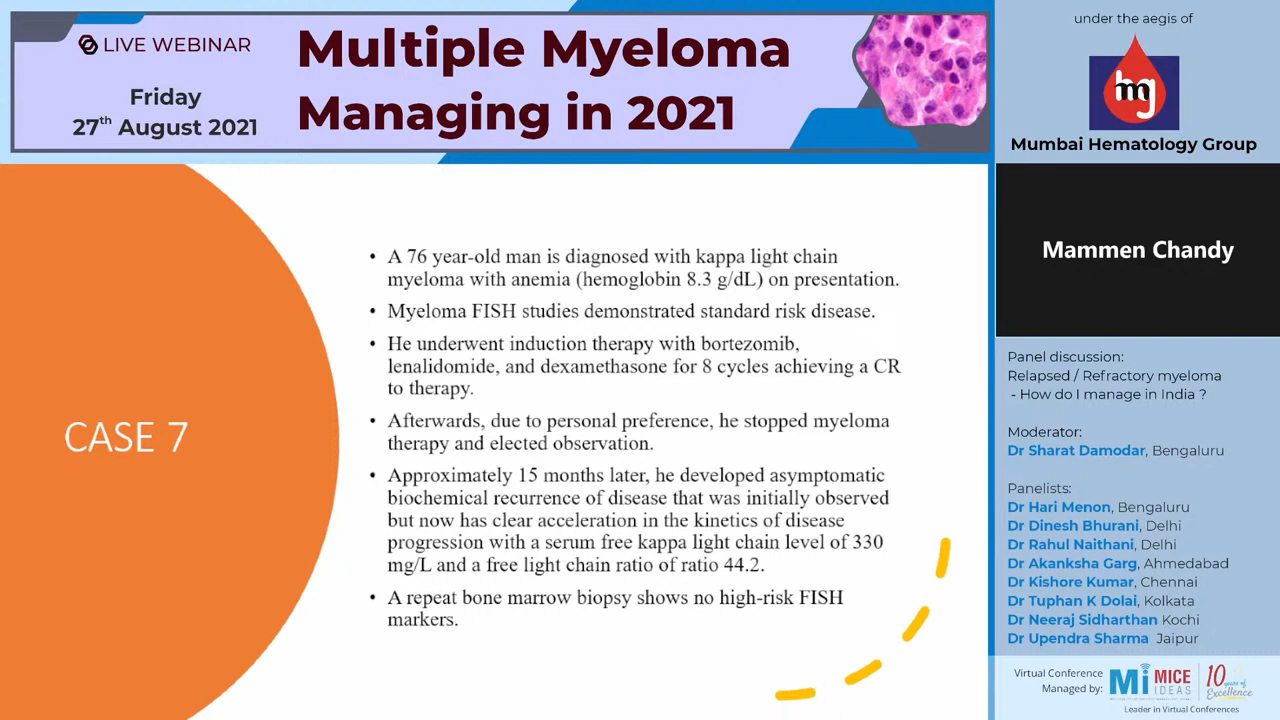 LIVE WEBINAR
Friday
27th August 2021
Multiple Myeloma
Managing in 2021
under the aegis of
hmg
Mumbai Hematology Group
Mammen Chandy
CASE 7
• A 76 year-old man is diagnosed with kappa light chain
myeloma with anemia (hemoglobin 8.3 g/dL) on presentation.
• Myeloma FISH studies demonstrated standard risk disease.
• He underwent induction therapy with bortezomib,
lenalidomide, and dexamethasone for 8 cycles achieving a CR
to therapy.
• Afterwards, due to personal preference, he stopped myeloma
therapy and elected observation.
• Approximately 15 months later, he developed asymptomatic
biochemical recurrence of disease that was initially observed
but now has clear acceleration in the kinetics of disease
progression with a serum free kappa light chain level of 330
mg/L and a free light chain ratio of ratio 44.2.
• A repeat bone marrow biopsy shows no high-risk FISH
markers.
Panel discussion:
Relapsed / Refractory myeloma
- How do I manage in India ?
Moderator:
Dr Sharat Damodar, Bengaluru
Panelists:
Dr Hari Menon, Bengaluru
Dr Dinesh Bhurani, Delhi
Dr Rahul Naithani, Delhi
Dr Akanksha Garg, Ahmedabad
Dr Kishore Kumar, Chennai
Dr Tuphan K Dolai, Kolkata
Dr Neeraj Sidharthan Kochi
Dr Upendra Sharma Jaipur
Virtual Conference
Managed by:
Mi MICE
IDEAS
10 years of
Excellence
Leader in Virtual Conferences